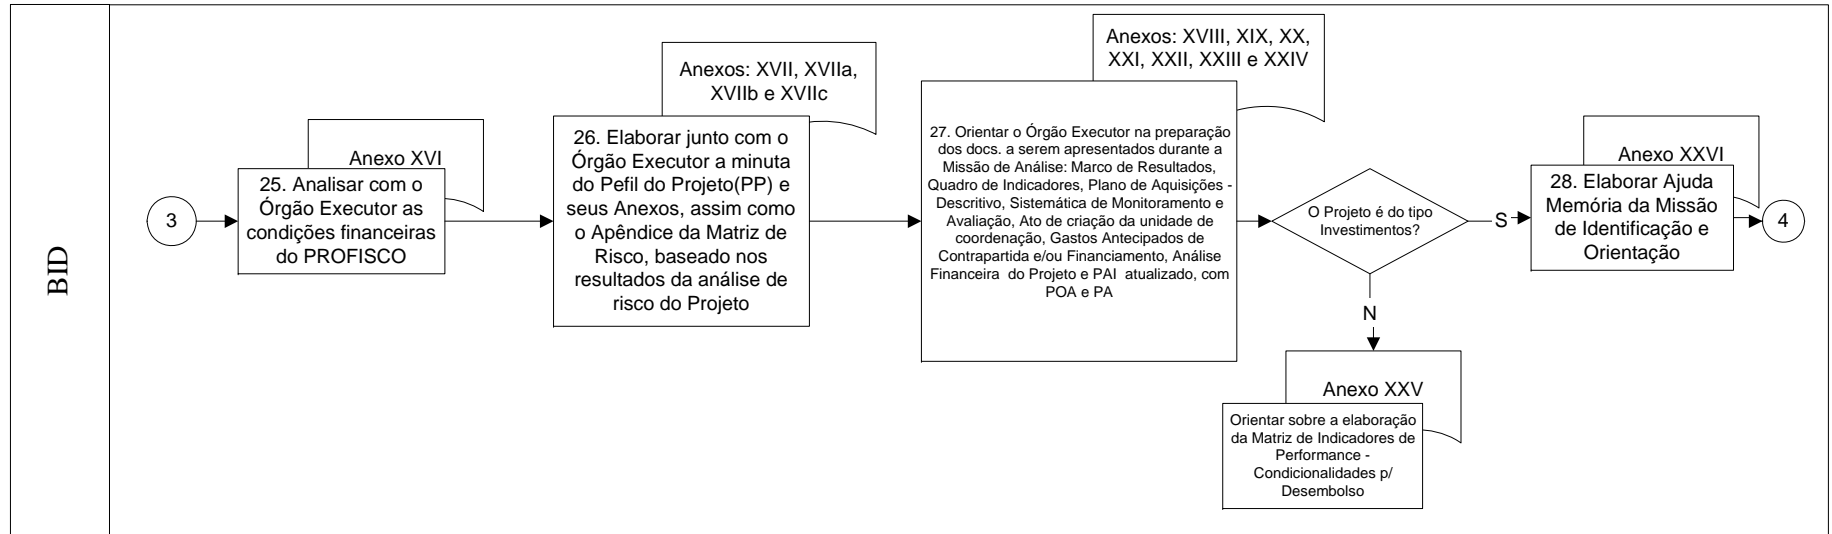 BID
3
Anexo XVI
25. Analisar com o
Órgão Executor as
condições financeiras
do PROFISCO
Anexos: XVII, XVIIa,
XVIIb e XVIIc
26. Elaborar junto com o
Órgão Executor a minuta
do Pefil do Projeto(PP) e
seus Anexos, assim como
o Apêndice da Matriz de
Risco, baseado nos
resultados da análise de
risco do Projeto
Anexos: XVIII, XIX, XX,
XXI, XXII, XXIII e XXIV
27. Orientar o Órgão Executor na preparação
dos docs. a serem apresentados durante a
Missão de Análise: Marco de Resultados,
Quadro de Indicadores, Plano de Aquisições -
Descritivo, Sistemática de Monitoramento e
Avaliação, Ato de criação da unidade de
coordenação, Gastos Antecipados de
Contrapartida e/ou Financiamento, Análise
Financeira do Projeto e PAI atualizado, com
POA e PA
O Projeto é do tipo
Investimentos?
S
N
Anexo XXV
Orientar sobre a elaboração
da Matriz de Indicadores de
Performance -
Condicionalidades p/
Desembolso
Anexo XXVI
28. Elaborar Ajuda
Memória da Missão
de Identificação e
Orientação
4